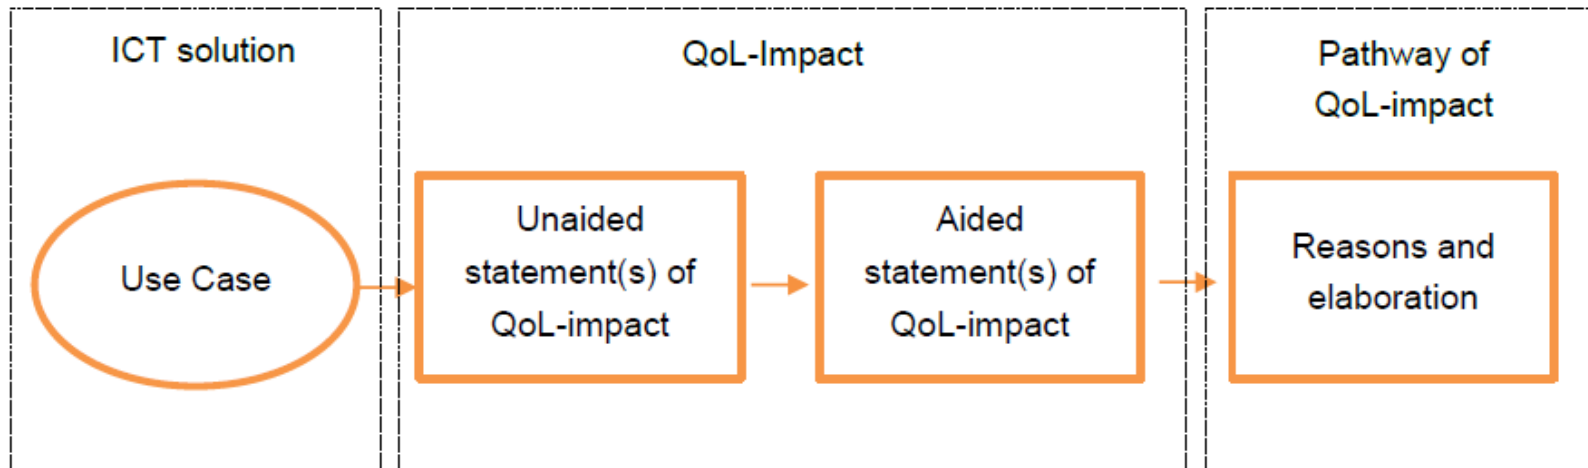 ICT solution
QoL-Impact
Pathway of
QoL-impact
Use Case
Unaided
statement(s) of
QoL-impact
Aided
statement(s) of
QoL-impact
Reasons and
elaboration